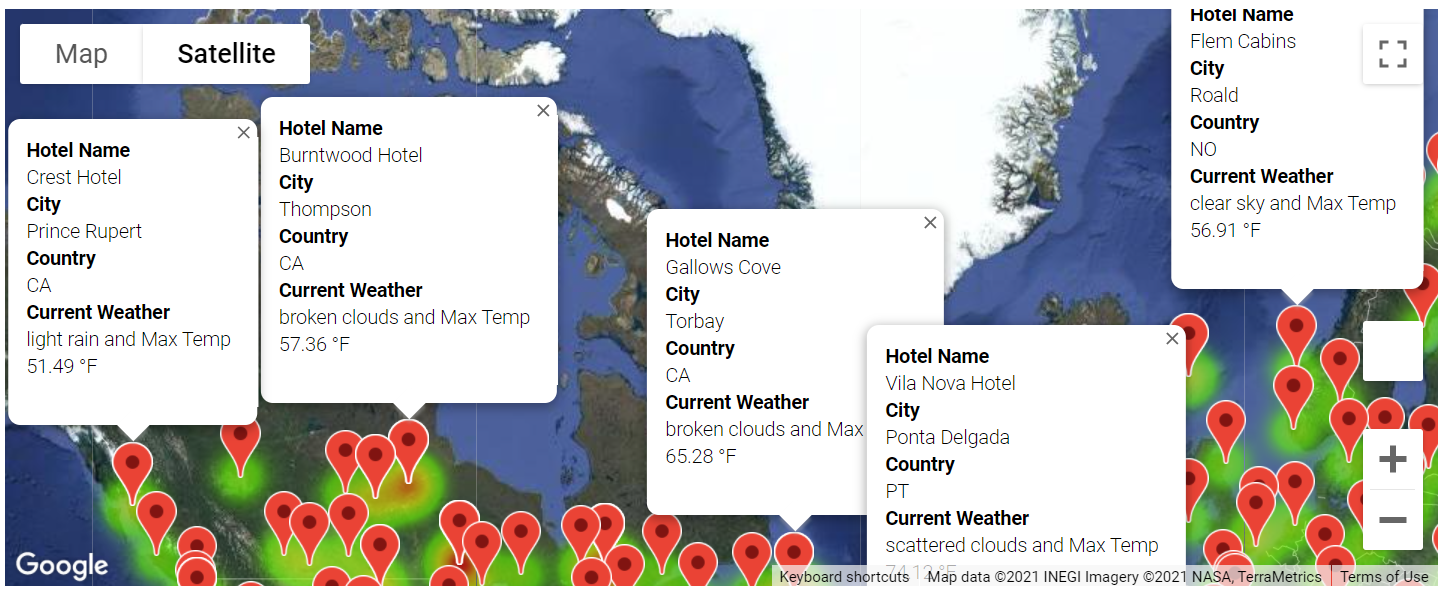 Map
Satellite
Hotel Name
Crest Hotel
City
Prince Rupert
Country
CA
Current Weather
light rain and Max Temp
51.49 °F
Hotel Name
Burntwood Hotel
City
Thompson
Country
CA
Current Weather
broken clouds and Max Temp
57.36 °F
Hotel Name
Gallows Cove
City
Torbay
Country
CA
Current Weather
broken clouds and Max
65.28 °F
Hotel Name
Vila Nova Hotel
City
Ponta Delgada
Country
PT
Current Weather
scattered clouds and Max Temp
74.12 °F
Hotel Name
Flem Cabins
City
Roald
Country
NO
Current Weather
clear sky and Max Temp
56.91 °F
Google
Keyboard shortcuts
Map data ©2021 INEGI Imagery ©2021 NASA, TerraMetrics
Terms of Use